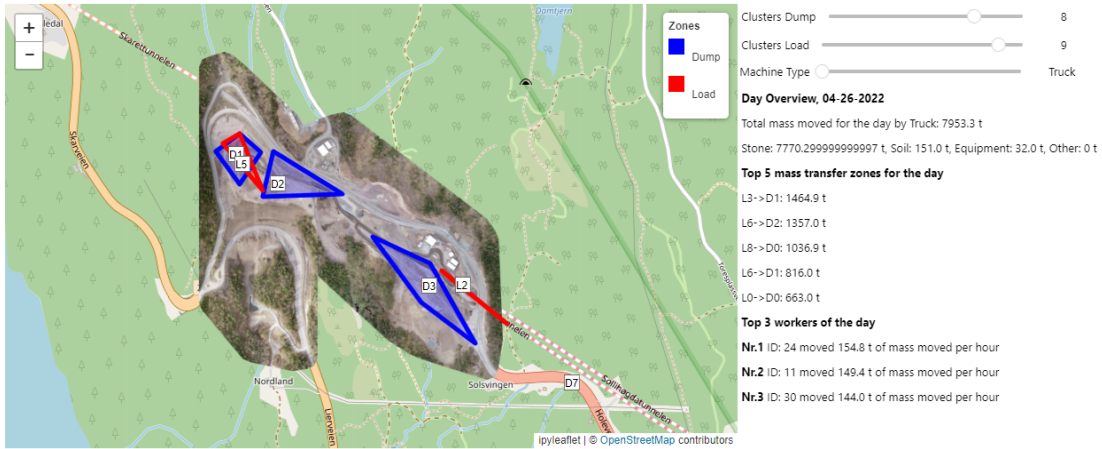 +
−
ledal
Skarettunnelen
Damtjern
Skarveien
Zones
Dump
Load
D1
L5
D2
D3
L2
D7
Nordland
Lierveien
Solsvingen
Sollihøgdatunnelen
ipyleaflet | © OpenStreetMap contributors
Clusters Dump 8
Clusters Load 9
Machine Type Truck
Day Overview, 04-26-2022
Total mass moved for the day by Truck: 7953.3 t
Stone: 7770.299999999997 t, Soil: 151.0 t, Equipment: 32.0 t, Other: 0 t
Top 5 mass transfer zones for the day
L3->D1: 1464.9 t
L6->D2: 1357.0 t
L8->D0: 1036.9 t
L6->D1: 816.0 t
L0->D0: 663.0 t
Top 3 workers of the day
Nr.1 ID: 24 moved 154.8 t of mass moved per hour
Nr.2 ID: 11 moved 149.4 t of mass moved per hour
Nr.3 ID: 30 moved 144.0 t of mass moved per hour